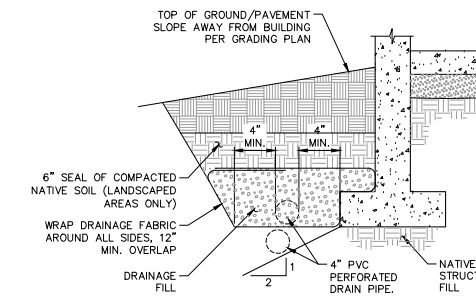 TOP OF GROUND/PAVEMENT
SLOPE AWAY FROM BUILDING
PER GRADING PLAN
4"
MIN.
4"
MIN.
6" SEAL OF COMPACTED
NATIVE SOIL (LANDSCAPED
AREAS ONLY)
WRAP DRAINAGE FABRIC
AROUND ALL SIDES, 12"
MIN. OVERLAP
DRAINAGE
FILL
1
2
4" PVC
PERFORATED
DRAIN PIPE.
NATIVE
STRUCT
FILL